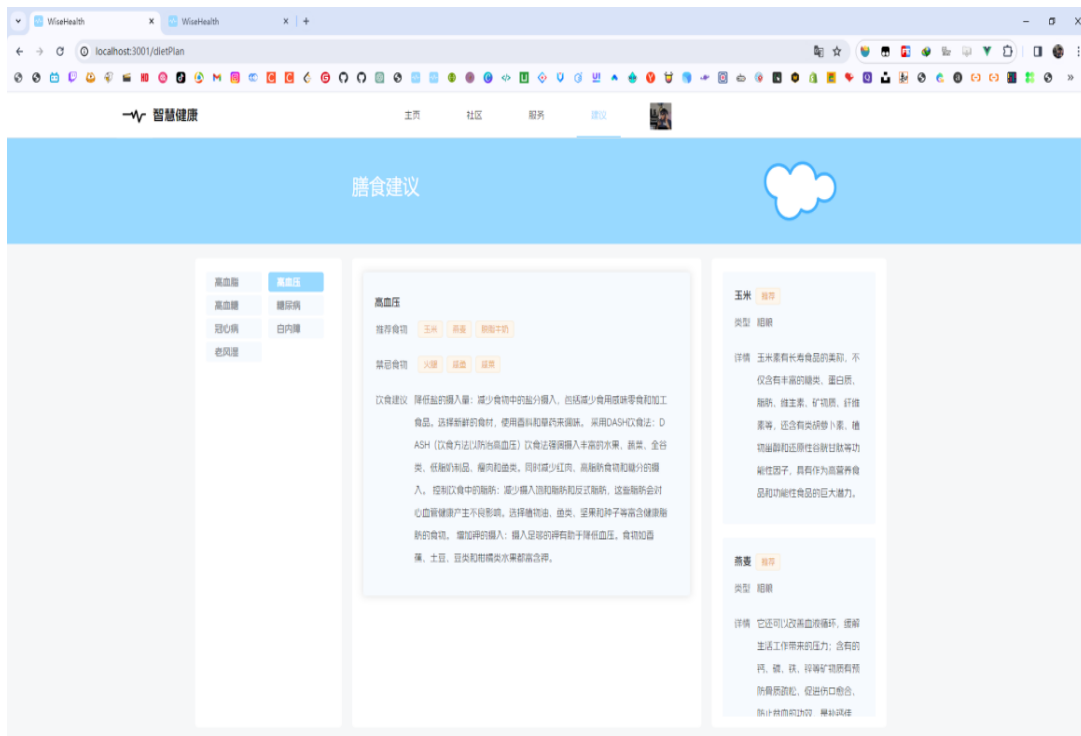 WiseHealth
WiseHealth
localhost:3001/dietPlan
智慧健康
主页
社区
服务
建议
膳食建议
高血脂
高血压
高血糖
糖尿病
冠心病
白内障
老风湿
高血压
推荐食物
玉米
燕麦
脱脂牛奶
禁忌食物
火腿
咸鱼
咸菜
饮食建议
降低盐的摄入量：减少食物中的盐分摄入，包括减少食用咸味零食和加工
食品。选择新鲜的食材，使用香料和草药来调味。 采用DASH饮食法：D
ASH（饮食方法以防治高血压）饮食法强调摄入丰富的水果、蔬菜、全谷
类、低脂奶制品、瘦肉和鱼类。同时减少红肉、高脂肪食物和糖分的摄
入。 控制饮食中的脂肪：减少摄入饱和脂肪和反式脂肪，这些脂肪会对
心血管健康产生不良影响。选择植物油、鱼类、坚果和种子等富含健康脂
肪的食物。 增加钾的摄入：摄入足够的钾有助于降低血压。食物如香
蕉、土豆、豆类和柑橘类水果都富含钾。
玉米
推荐
类型
粗粮
详情
玉米素有长寿食品的美称，不
仅含有丰富的糖类、蛋白质、
脂肪、维生素、矿物质、纤维
素等，还含有类胡萝卜素、植
物甾醇和还原性谷胱甘肽等功
能性因子，具有作为高营养食
品和功能性食品的巨大潜力。
燕麦
推荐
类型
粗粮
详情
它还可以改善血液循环，缓解
生活工作带来的压力；含有的
钙、磷、铁、锌等矿物质有预
防骨质疏松、促进伤口愈合、
防止贫血的功效，是补钙佳